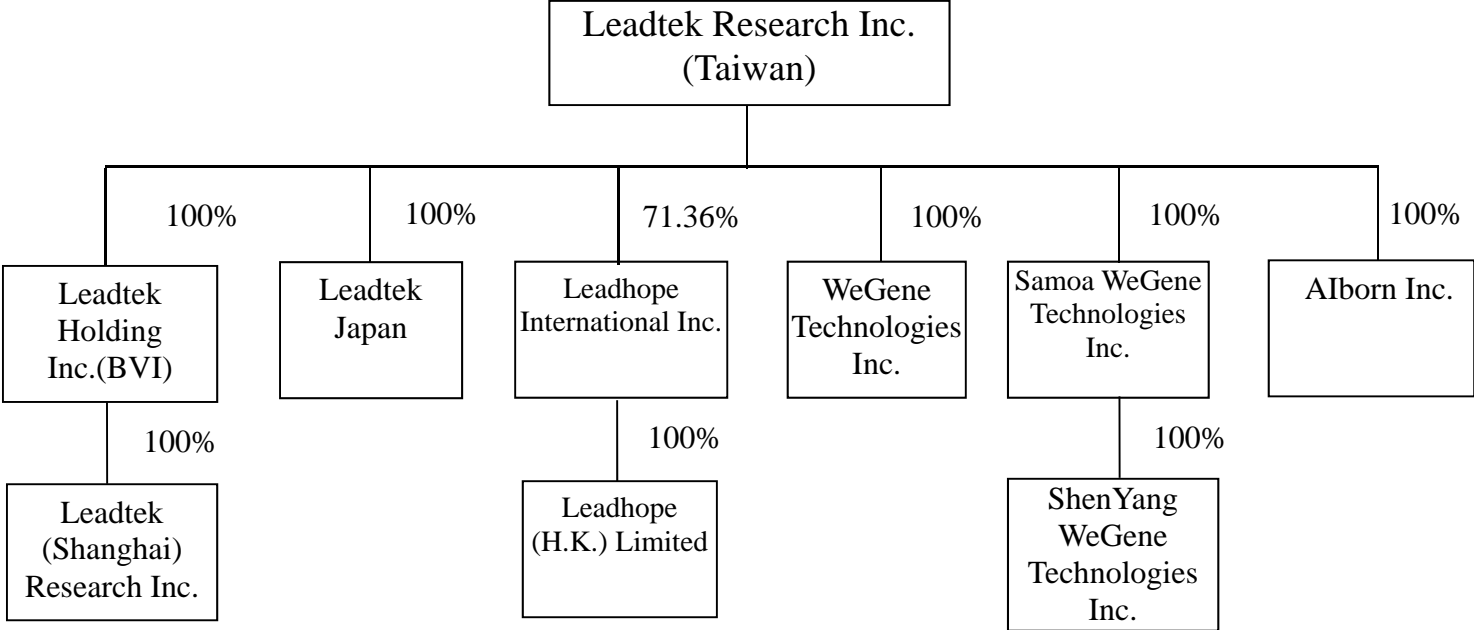 Leadtek Research Inc.
(Taiwan)
100%
100%
71.36%
100%
100%
100%
Leadtek
Holding
Inc.(BVI)
Leadtek
Japan
Leadhope
International Inc.
WeGene
Technologies
Inc.
Samoa WeGene
Technologies
Inc.
AIborn Inc.
100%
100%
100%
Leadtek
(Shanghai)
Research Inc.
Leadhope
(H.K.) Limited
ShenYang
WeGene
Technologies
Inc.